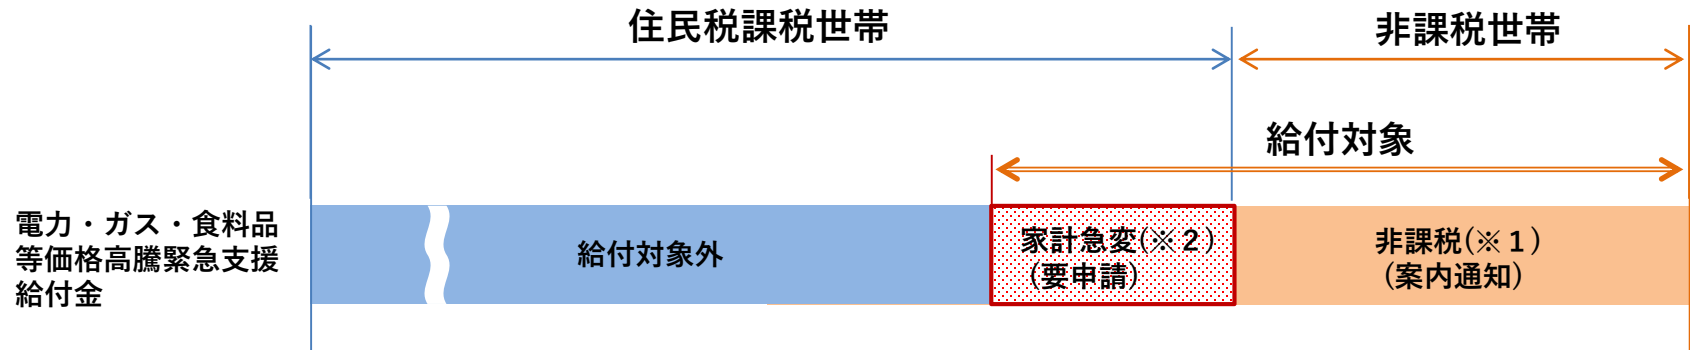 住民税課税世帯
非課税世帯
給付対象
電力・ガス・食料品
等価格高騰緊急支援
給付金
給付対象外
家計急変(※２)
(要申請)
非課税(※１)
(案内通知)